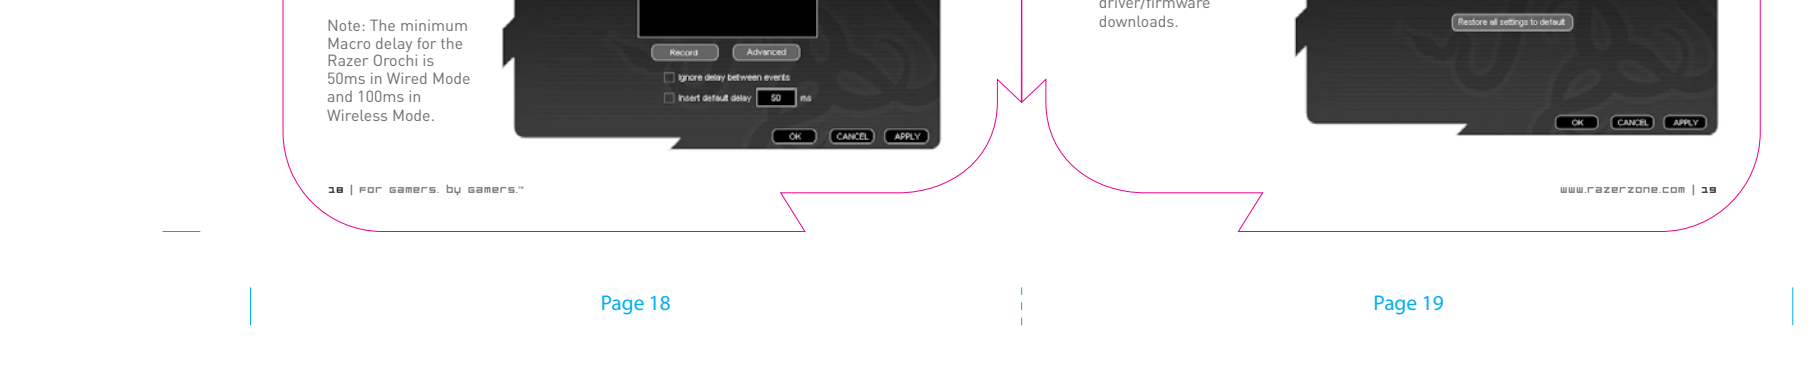 Note: The minimum
Macro delay for the
Razer Orochi is
50ms in Wired Mode
and 100ms in
Wireless Mode.
Record Advanced
Ignore delay between events
Insert default delay 50 ms
OK CANCEL APPLY
18 | For Gamers. By Gamers.™
driver/firmware
downloads.
Restore all settings to default
OK CANCEL APPLY
www.razerzone.com | 19
Page 18
Page 19